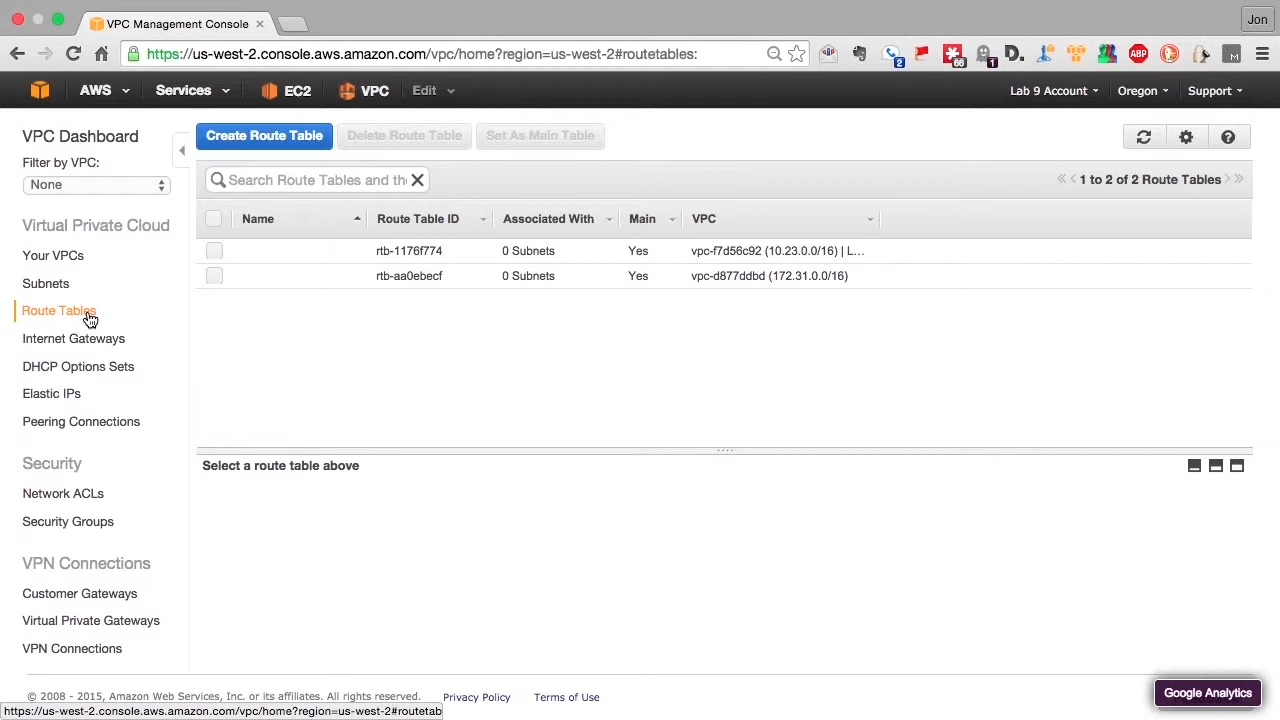 VPC Management Console
Jon
https://us-west-2.console.aws.amazon.com/vpc/home?region=us-west-2#routetables:
2
66
1
D.
ABP
M
AWS Services EC2 VPC Edit Lab 9 Account Oregon Support
VPC Dashboard
Filter by VPC:
None
Virtual Private Cloud
Your VPCs
Subnets
Route Tables
Internet Gateways
DHCP Options Sets
Elastic IPs
Peering Connections
Security
Network ACLs
Security Groups
VPN Connections
Customer Gateways
Virtual Private Gateways
VPN Connections
Create Route Table Delete Route Table Set As Main Table
Search Route Tables and the
1 to 2 of 2 Route Tables
Name Route Table ID Associated With Main VPC
rtb-1176f774 0 Subnets Yes vpc-f7d56c92 (10.23.0.0/16) | L...
rtb-aa0ebecf 0 Subnets Yes vpc-d877ddbd (172.31.0.0/16)
Select a route table above
© 2008 - 2015, Amazon Web Services, Inc. or its affiliates. All rights reserved. Privacy Policy Terms of Use
Google Analytics
https://us-west-2.console.aws.amazon.com/vpc/home?region=us-west-2#routetab